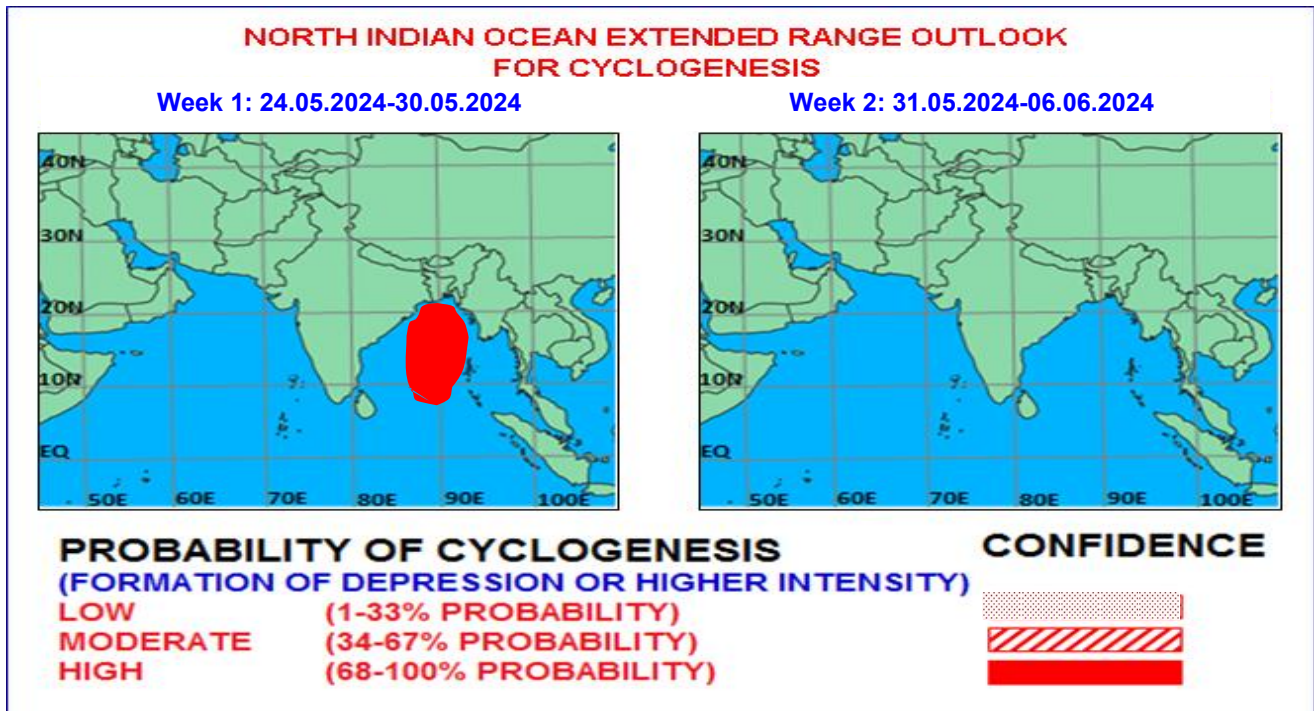 NORTH INDIAN OCEAN EXTENDED RANGE OUTLOOK
FOR CYCLOGENESIS
Week 1: 24.05.2024-30.05.2024
Week 2: 31.05.2024-06.06.2024
40N
30N
20N
10N
EQ
50E 60E 70E 80E 90E 100E
40N
30N
20N
10N
EQ
50E 60E 70E 80E 90E 100E
PROBABILITY OF CYCLOGENESIS
(FORMATION OF DEPRESSION OR HIGHER INTENSITY)
LOW (1-33% PROBABILITY)
MODERATE (34-67% PROBABILITY)
HIGH (68-100% PROBABILITY)
CONFIDENCE